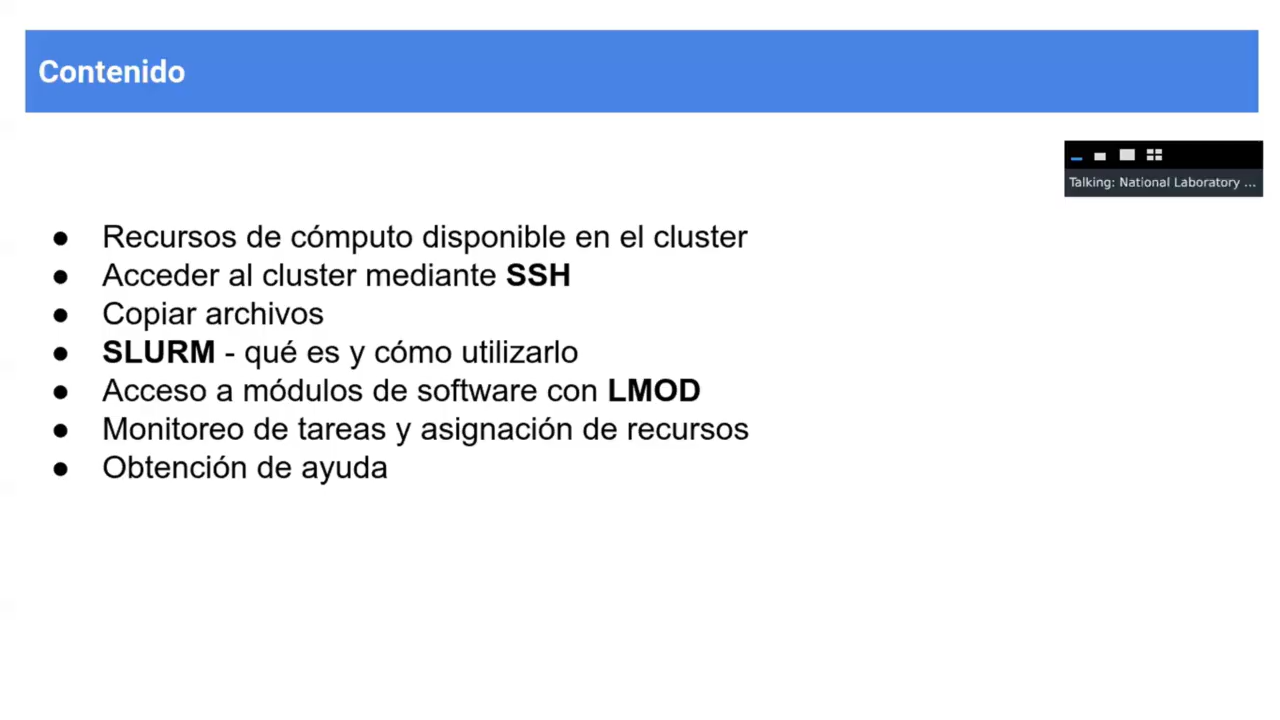 Contenido
Talking: National Laboratory ...
● Recursos de cómputo disponible en el cluster
● Acceder al cluster mediante SSH
● Copiar archivos
● SLURM - qué es y cómo utilizarlo
● Acceso a módulos de software con LMOD
● Monitoreo de tareas y asignación de recursos
● Obtención de ayuda